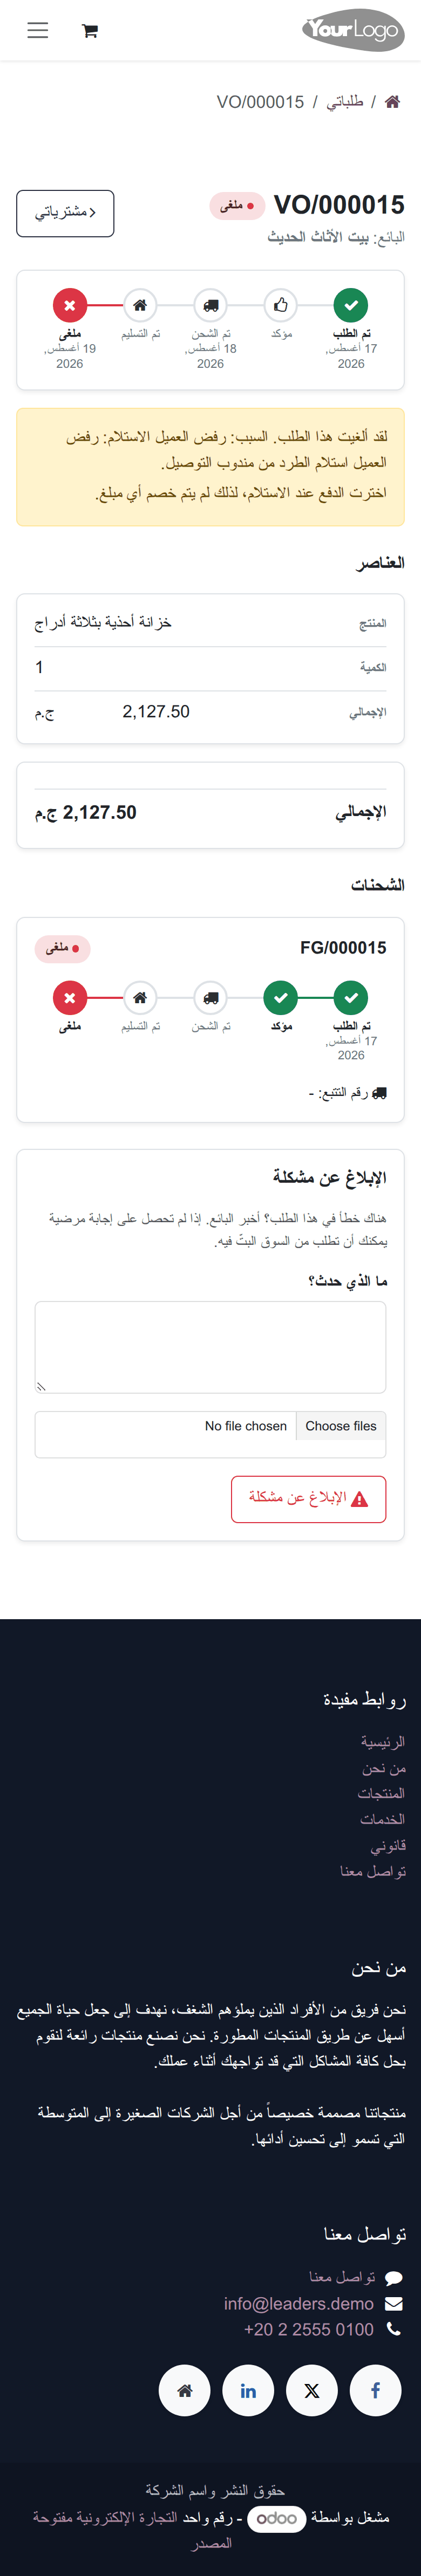 YourLogo
/ طلباتي / VO/000015
VO/000015 ملغى
مشترياتي
البائع: بيت الأثاث الحديث
تم الطلب
17 أغسطس, 2026
مؤكد
تم الشحن
18 أغسطس, 2026
تم التسليم
ملغى
19 أغسطس, 2026
لقد ألغيت هذا الطلب. السبب: رفض العميل الاستلام: رفض
العميل استلام الطرد من مندوب التوصيل.
اخترت الدفع عند الاستلام، لذلك لم يتم خصم أي مبلغ.
العناصر
المنتج خزانة أحذية بثلاثة أدراج
الكمية 1
الإجمالي 2,127.50 ج.م
الإجمالي 2,127.50 ج.م
الشحنات
FG/000015 ملغى
تم الطلب
17 أغسطس, 2026
مؤكد
تم الشحن
تم التسليم
ملغى
رقم التتبع: -
الإبلاغ عن مشكلة
هناك خطأ في هذا الطلب؟ أخبر البائع. إذا لم تحصل على إجابة مرضية
يمكنك أن تطلب من السوق البتّ فيه.
ما الذي حدث؟
Choose files No file chosen
الإبلاغ عن مشكلة
روابط مفيدة
الرئيسية
من نحن
المنتجات
الخدمات
قانوني
تواصل معنا
من نحن
نحن فريق من الأفراد الذين يملؤهم الشغف، نهدف إلى جعل حياة الجميع
أسهل عن طريق المنتجات المطورة. نحن نصنع منتجات رائعة لنقوم
بحل كافة المشاكل التي قد تواجهك أثناء عملك.
منتجاتنا مصممة خصيصاً من أجل الشركات الصغيرة إلى المتوسطة
التي تسمو إلى تحسين أدائها.
تواصل معنا
تواصل معنا
info@leaders.demo
+20 2 2555 0100
حقوق النشر واسم الشركة
مشغل بواسطة odoo - رقم واحد التجارة الإلكترونية مفتوحة
المصدر